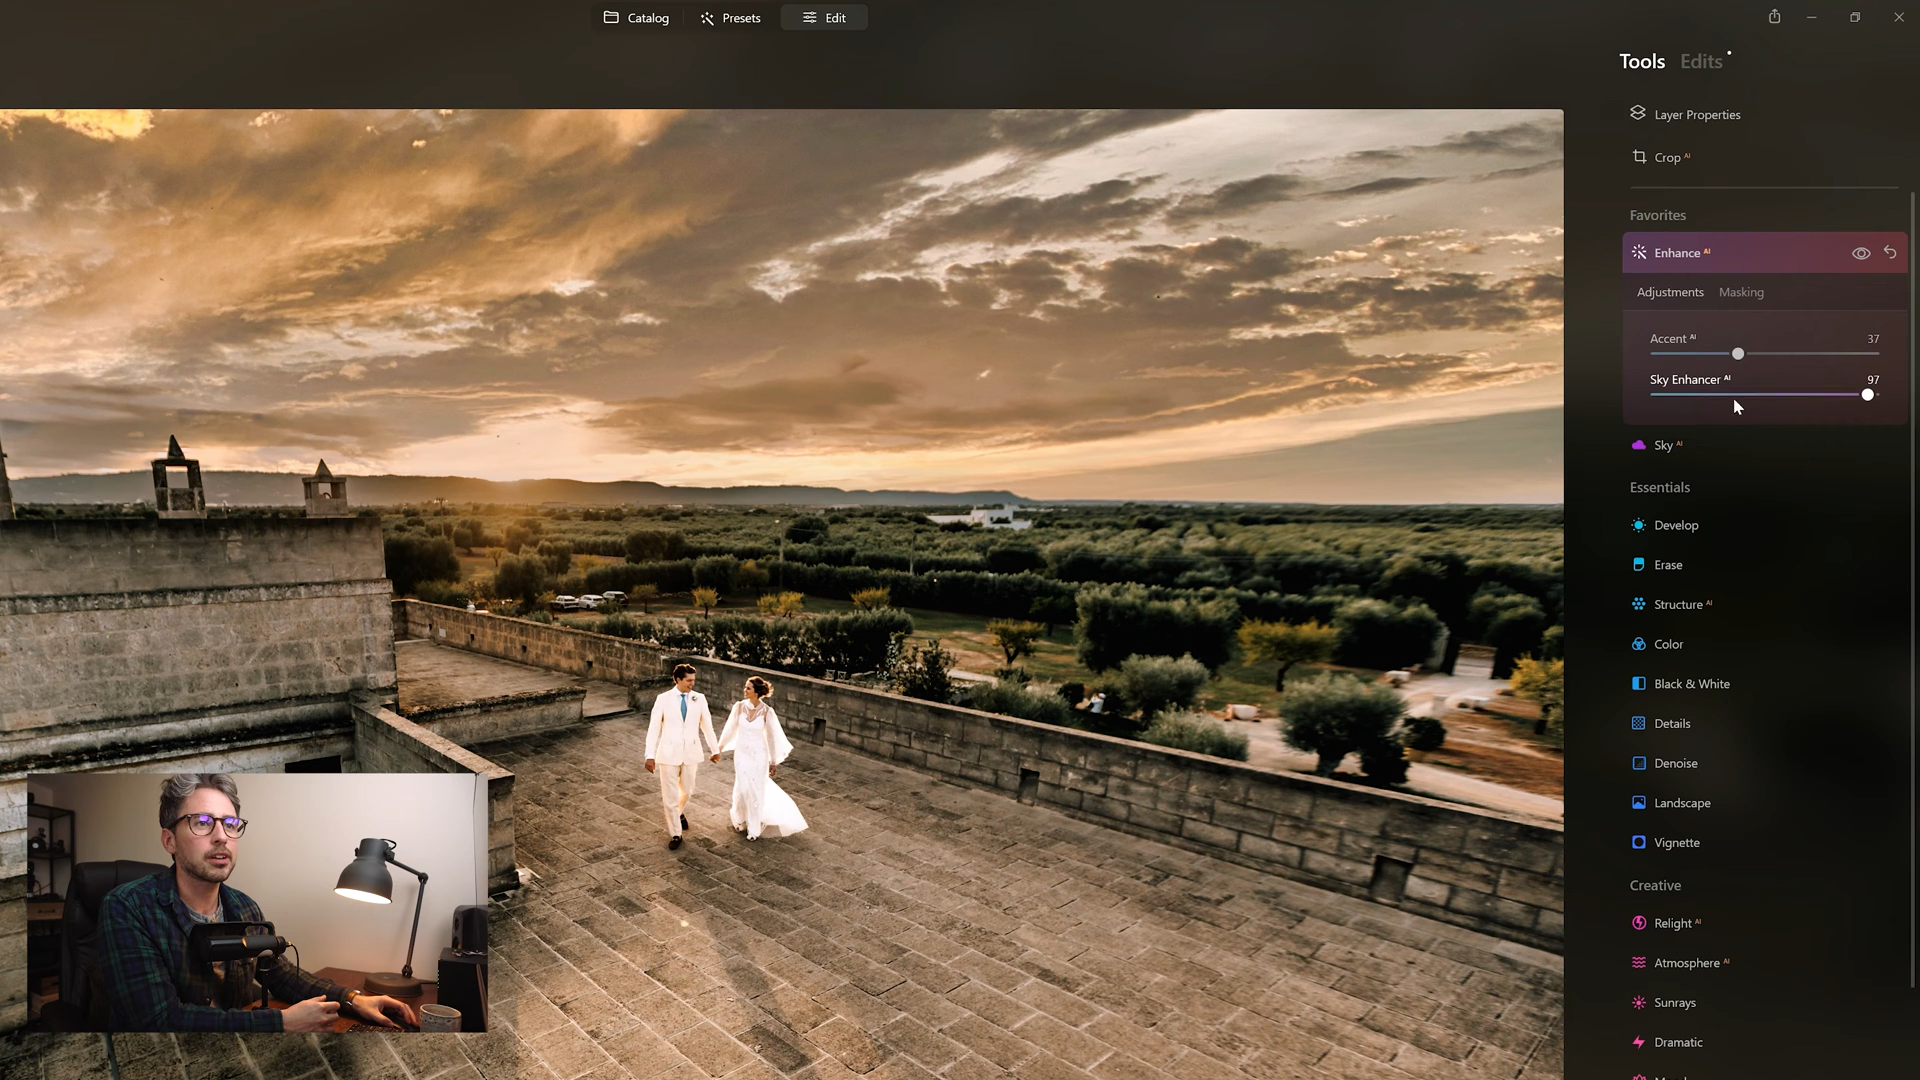 Catalog
Presets
Edit
Tools Edits
Layer Properties
Crop AI
Favorites
Enhance AI
Adjustments Masking
Accent AI 37
Sky Enhancer AI 97
Sky AI
Essentials
Develop
Erase
Structure AI
Color
Black & White
Details
Denoise
Landscape
Vignette
Creative
Relight AI
Atmosphere AI
Sunrays
Dramatic